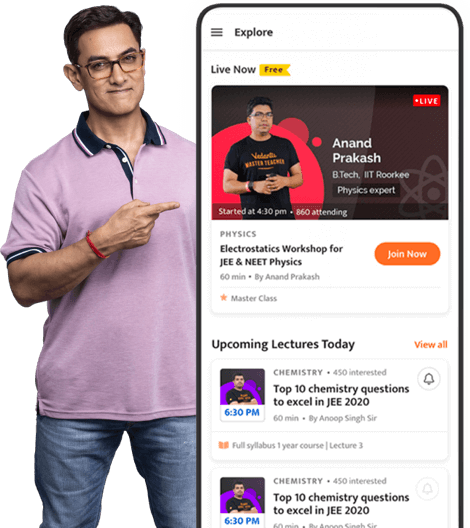 Explore
Live Now Free
LIVE
Vedantu
MASTER TEACHER
Anand
Prakash
B.Tech, IIT Roorkee
Physics expert
Started at 4:30 pm • 860 attending
PHYSICS
Electrostatics Workshop for
JEE & NEET Physics
Join Now
60 min • By Anand Prakash
Master Class
Upcoming Lectures Today View all
CHEMISTRY • 450 interested
Top 10 chemistry questions
to excel in JEE 2020
6:30 PM
60 min • By Anoop Singh Sir
Full syllabus 1 year course | Lecture 3
CHEMISTRY • 450 interested
Top 10 chemistry questions
to excel in JEE 2020
6:30 PM
60 min • By Anoop Singh Sir